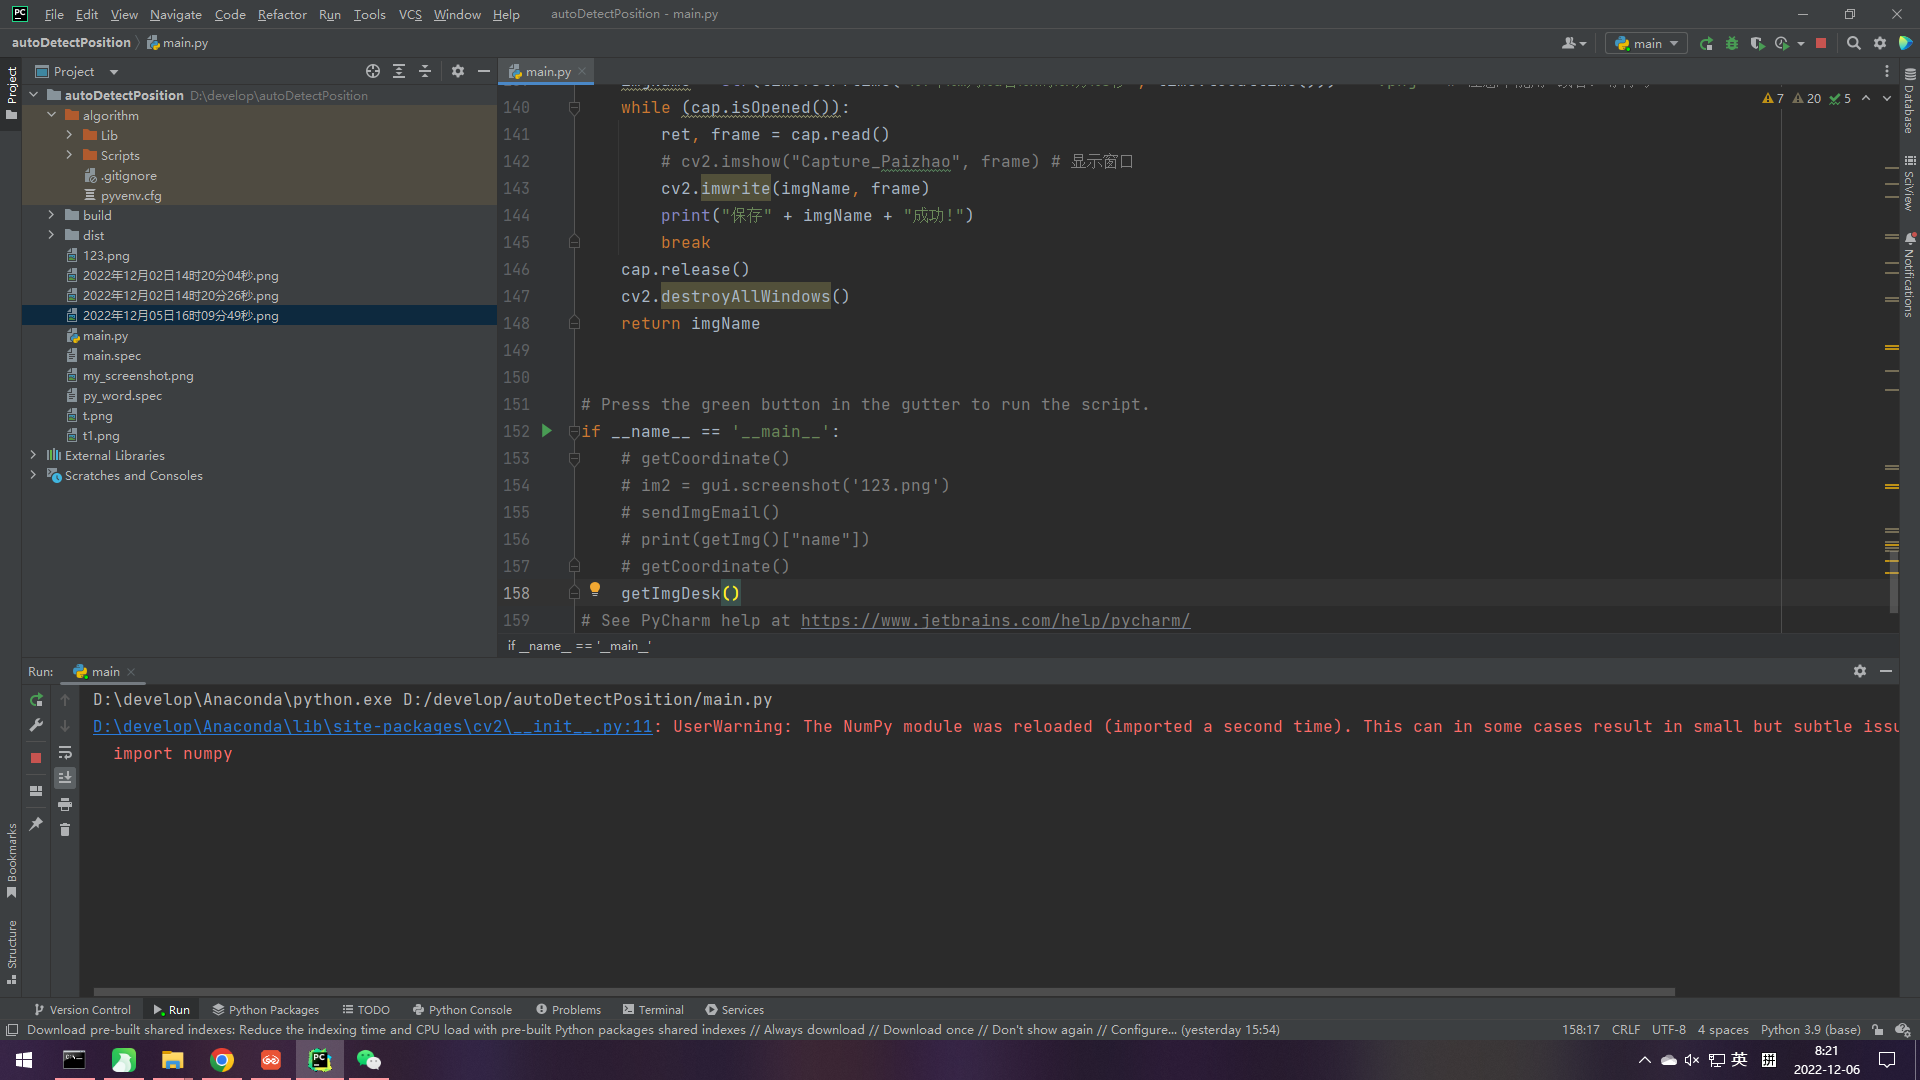 File Edit View Navigate Code Refactor Run Tools VCS Window Help autoDetectPosition - main.py
autoDetectPosition main.py
main
Project
main.py
Project
autoDetectPosition D:\develop\autoDetectPosition
algorithm
Lib
Scripts
.gitignore
pyvenv.cfg
build
dist
123.png
2022年12月02日14时20分04秒.png
2022年12月02日14时20分26秒.png
2022年12月05日16时09分49秒.png
main.py
main.spec
my_screenshot.png
py_word.spec
t.png
t1.png
External Libraries
Scratches and Consoles
7 20 5
140 while (cap.isOpened()):
141 ret, frame = cap.read()
142 # cv2.imshow("Capture_Paizhao", frame) # 显示窗口
143 cv2.imwrite(imgName, frame)
144 print("保存" + imgName + "成功!")
145 break
146 cap.release()
147 cv2.destroyAllWindows()
148 return imgName
149
150
151 # Press the green button in the gutter to run the script.
152 if __name__ == '__main__':
153 # getCoordinate()
154 # im2 = gui.screenshot('123.png')
155 # sendImgEmail()
156 # print(getImg()["name"])
157 # getCoordinate()
158 getImgDesk()
159 # See PyCharm help at https://www.jetbrains.com/help/pycharm/
if __name__ == '__main__'
Database
SciView
Notifications
Run: main
D:\develop\Anaconda\python.exe D:/develop/autoDetectPosition/main.py
D:\develop\Anaconda\lib\site-packages\cv2\__init__.py:11: UserWarning: The NumPy module was reloaded (imported a second time). This can in some cases result in small but subtle issu
import numpy
Bookmarks
Structure
Version Control Run Python Packages TODO Python Console Problems Terminal Services
Download pre-built shared indexes: Reduce the indexing time and CPU load with pre-built Python packages shared indexes // Always download // Download once // Don't show again // Configure... (yesterday 15:54)
158:17 CRLF UTF-8 4 spaces Python 3.9 (base)
英
8:21
2022-12-06